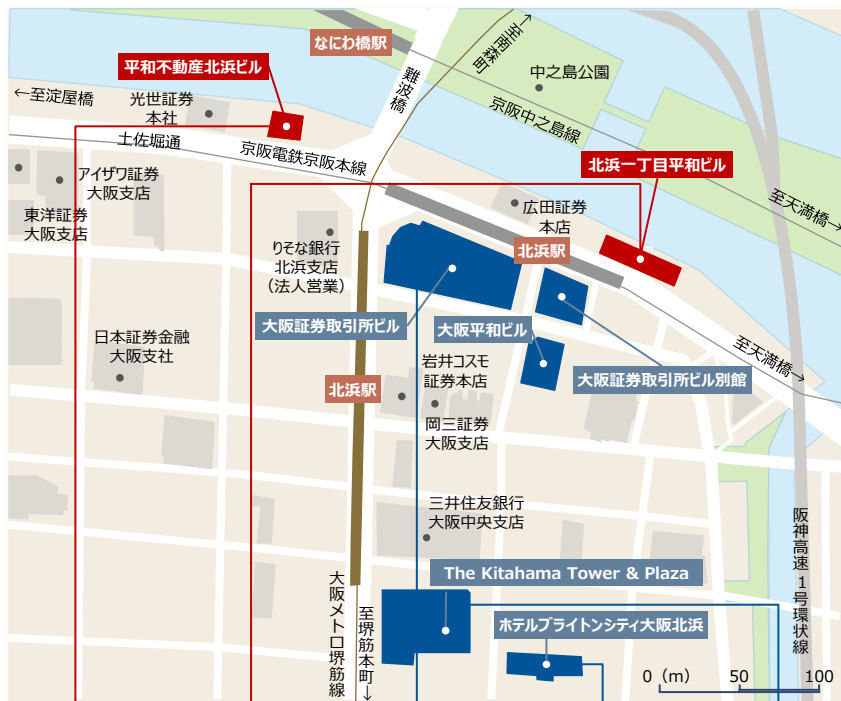 なにわ橋駅
↗至南森町
平和不動産北浜ビル
難波橋
中之島公園
←至淀屋橋
光世証券
本社
京阪中之島線
土佐堀通
京阪電鉄京阪本線
北浜一丁目平和ビル
アイザワ証券
大阪支店
至天満橋→
東洋証券
大阪支店
広田証券
本店
りそな銀行
北浜支店
（法人営業）
北浜駅
大阪証券取引所ビル
大阪平和ビル
日本証券金融
大阪支社
至天満橋→
岩井コスモ
証券本店
大阪証券取引所ビル別館
北浜駅
岡三証券
大阪支店
三井住友銀行
大阪中央支店
阪神高速1号環状線
The Kitahama Tower & Plaza
大阪メトロ堺筋線
至堺筋本町→
ホテルブライトンシティ大阪北浜
0（m） 50 100